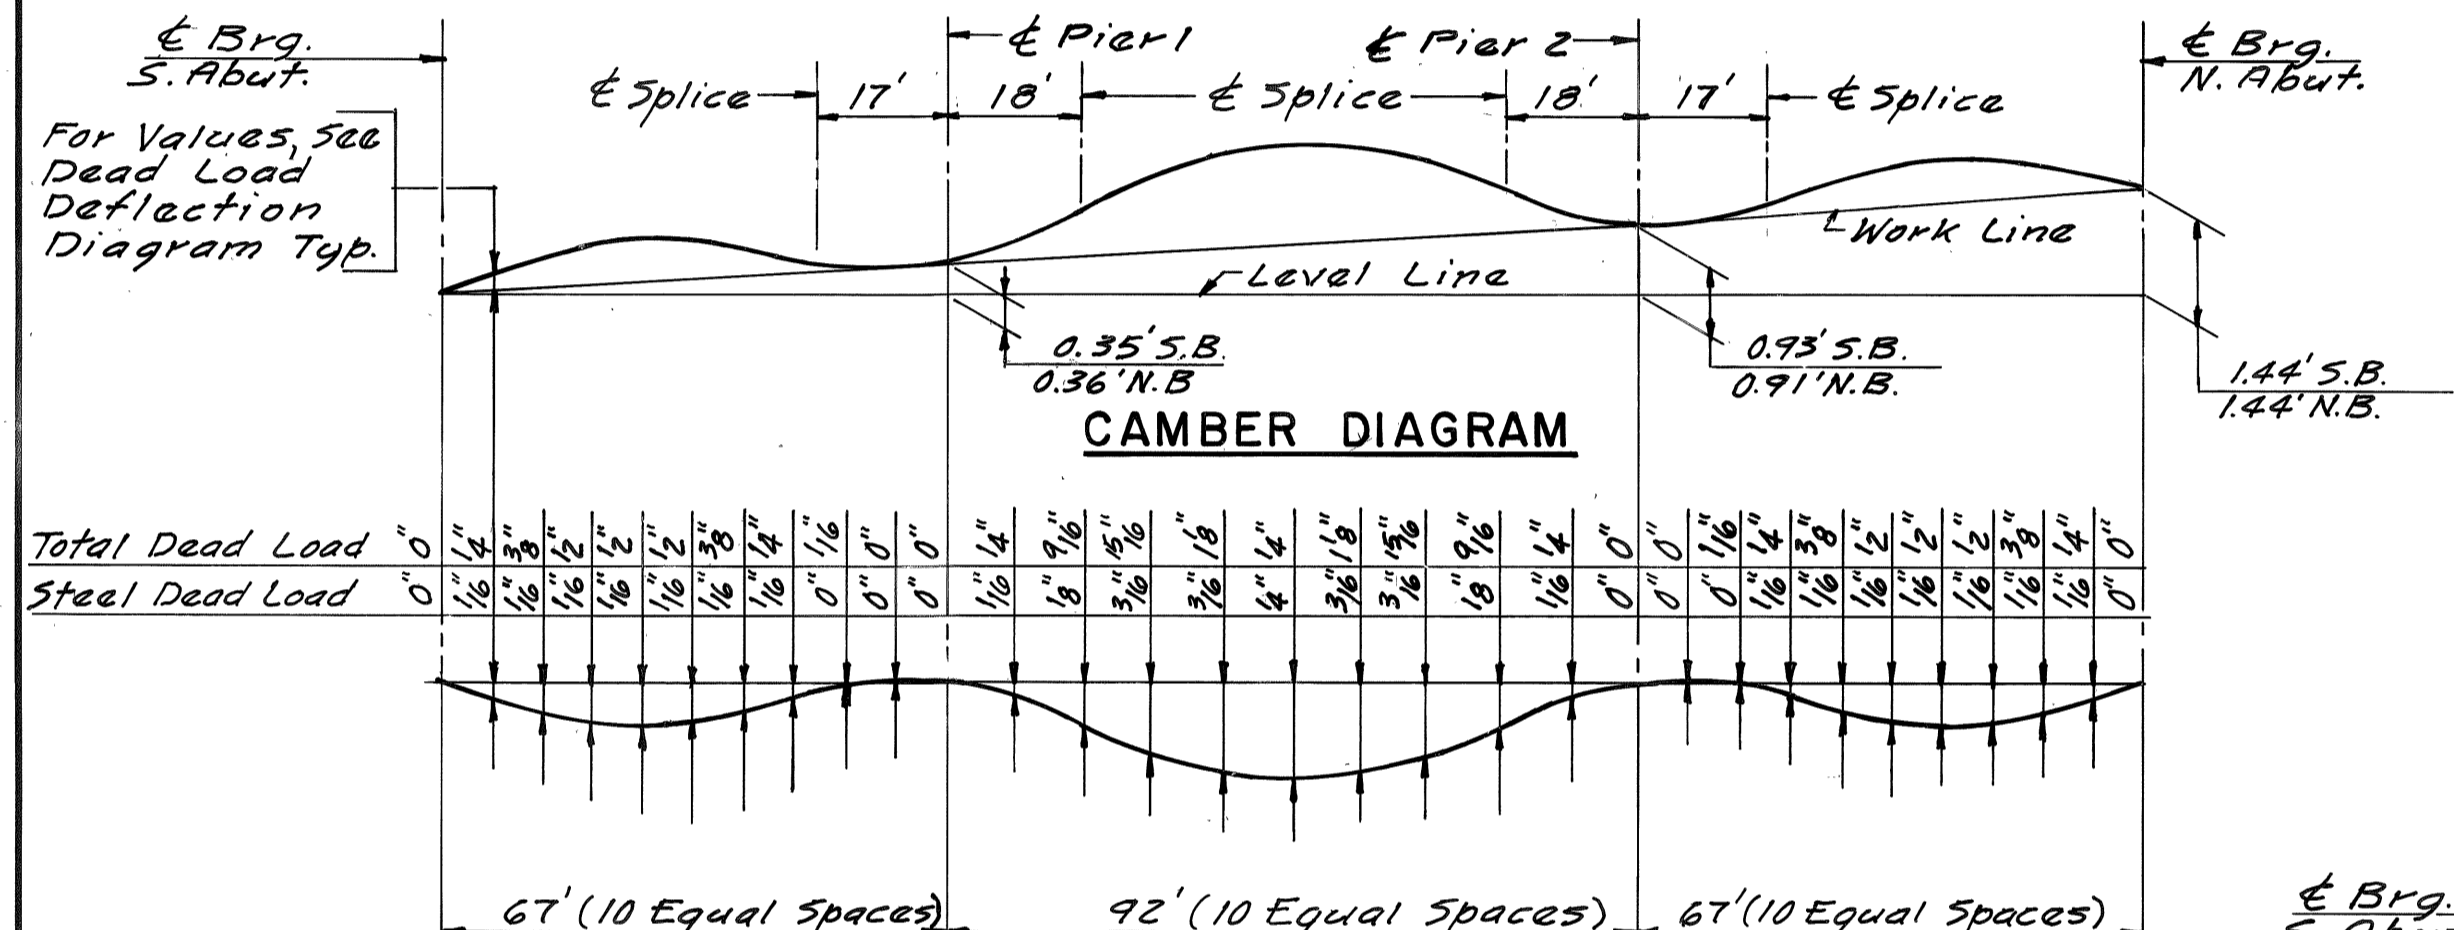 ℄ Brg.
S. Abut.
℄ Pier 1
℄ Pier 2
℄ Brg.
N. Abut.
℄ Splice
17'
18'
℄ Splice
18'
17'
℄ Splice
For Values, See
Dead Load
Deflection
Diagram Typ.
Work Line
Level Line
0.35' S.B.
0.36' N.B
0.93' S.B.
0.91' N.B.
1.44' S.B.
1.44' N.B.
CAMBER DIAGRAM
Total Dead Load 0" 1/4" 3/8" 1/2" 1/2" 1/2" 3/8" 1/4" 1/16" 0" 0" 1/4" 9/16" 15/16" 1 1/8" 1/4" 1 1/8" 15/16" 9/16" 1/4" 0" 0" 1/16" 1/4" 3/8" 1/2" 1/2" 1/2" 3/8" 1/4" 0"
Steel Dead Load 0" 1/16" 1/16" 1/16" 1/16" 1/16" 1/16" 1/16" 0" 0" 0" 1/16" 1/8" 3/16" 3/16" 1/4" 3/16" 3/16" 1/8" 1/16" 0" 0" 0" 1/16" 1/16" 1/16" 1/16" 1/16" 1/16" 1/16" 0"
67' (10 Equal Spaces)
92' (10 Equal Spaces)
67' (10 Equal Spaces)
℄ Brg.